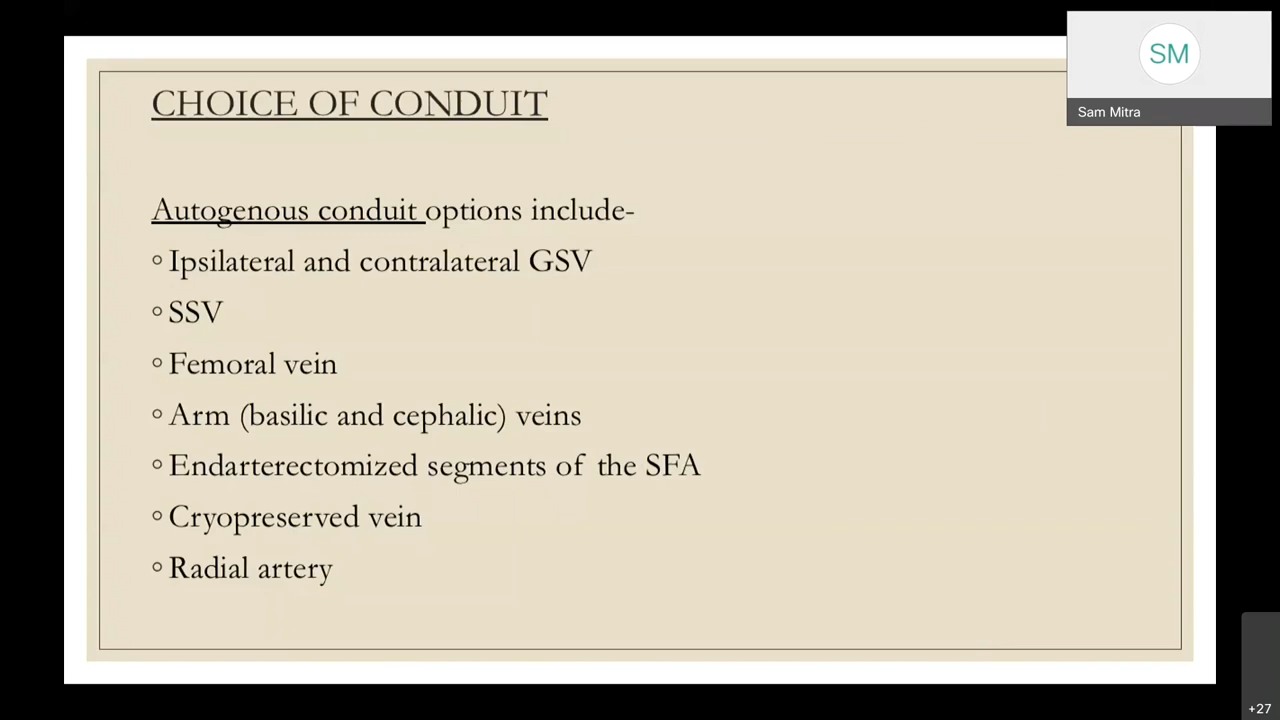 CHOICE OF CONDUIT
SM
Sam Mitra
Autogenous conduit options include-
◦ Ipsilateral and contralateral GSV
◦ SSV
◦ Femoral vein
◦ Arm (basilic and cephalic) veins
◦ Endarterectomized segments of the SFA
◦ Cryopreserved vein
◦ Radial artery
+27